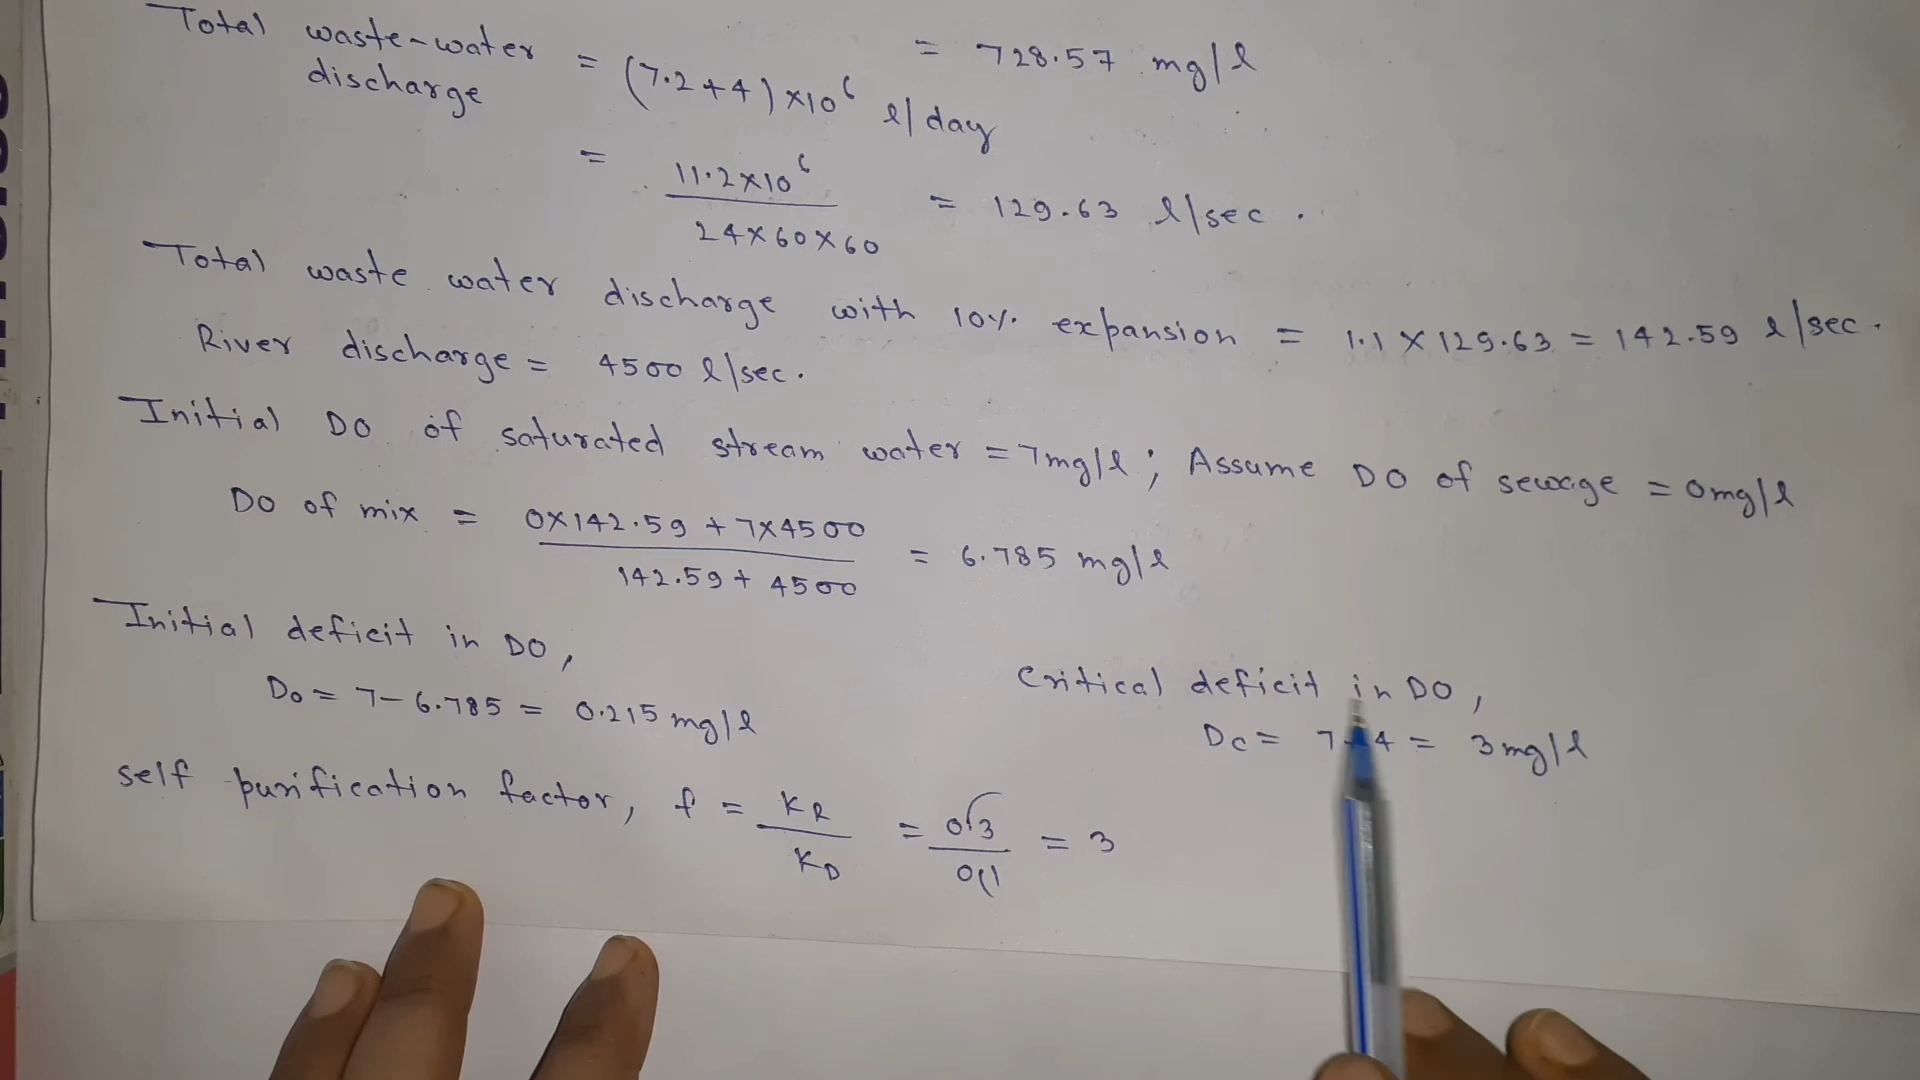 = 728.57 mg/l
Total waste-water discharge = (7.2+4)×10⁶ l/day
= 11.2×10⁶ / 24×60×60 = 129.63 l/sec.
Total waste water discharge with 10% expansion = 1.1 × 129.63 = 142.59 l/sec.
River discharge = 4500 l/sec.
Initial DO of saturated stream water = 7mg/l; Assume DO of sewage = 0mg/l
DO of mix = 0×142.59 + 7×4500 / 142.59 + 4500 = 6.785 mg/l
Initial deficit in DO,
Do = 7-6.785 = 0.215 mg/l
Critical deficit in DO,
Dc = 7-4 = 3mg/l
self purification factor, f = KR / KD = 0.3 / 0.1 = 3